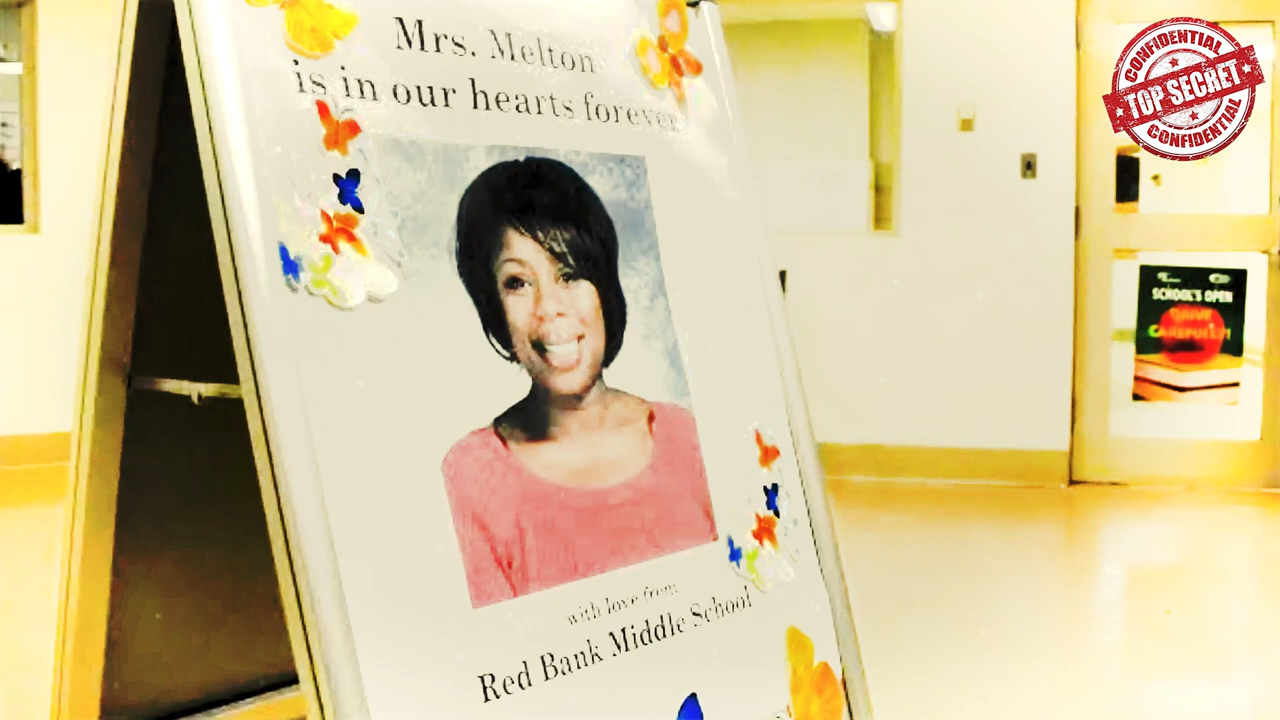 Mrs. Melton
is in our hearts forever
with love from
Red Bank Middle School
CONFIDENTIAL
TOP SECRET
CONFIDENTIAL
SCHOOL'S OPEN
DRIVE
CAREFULLY!